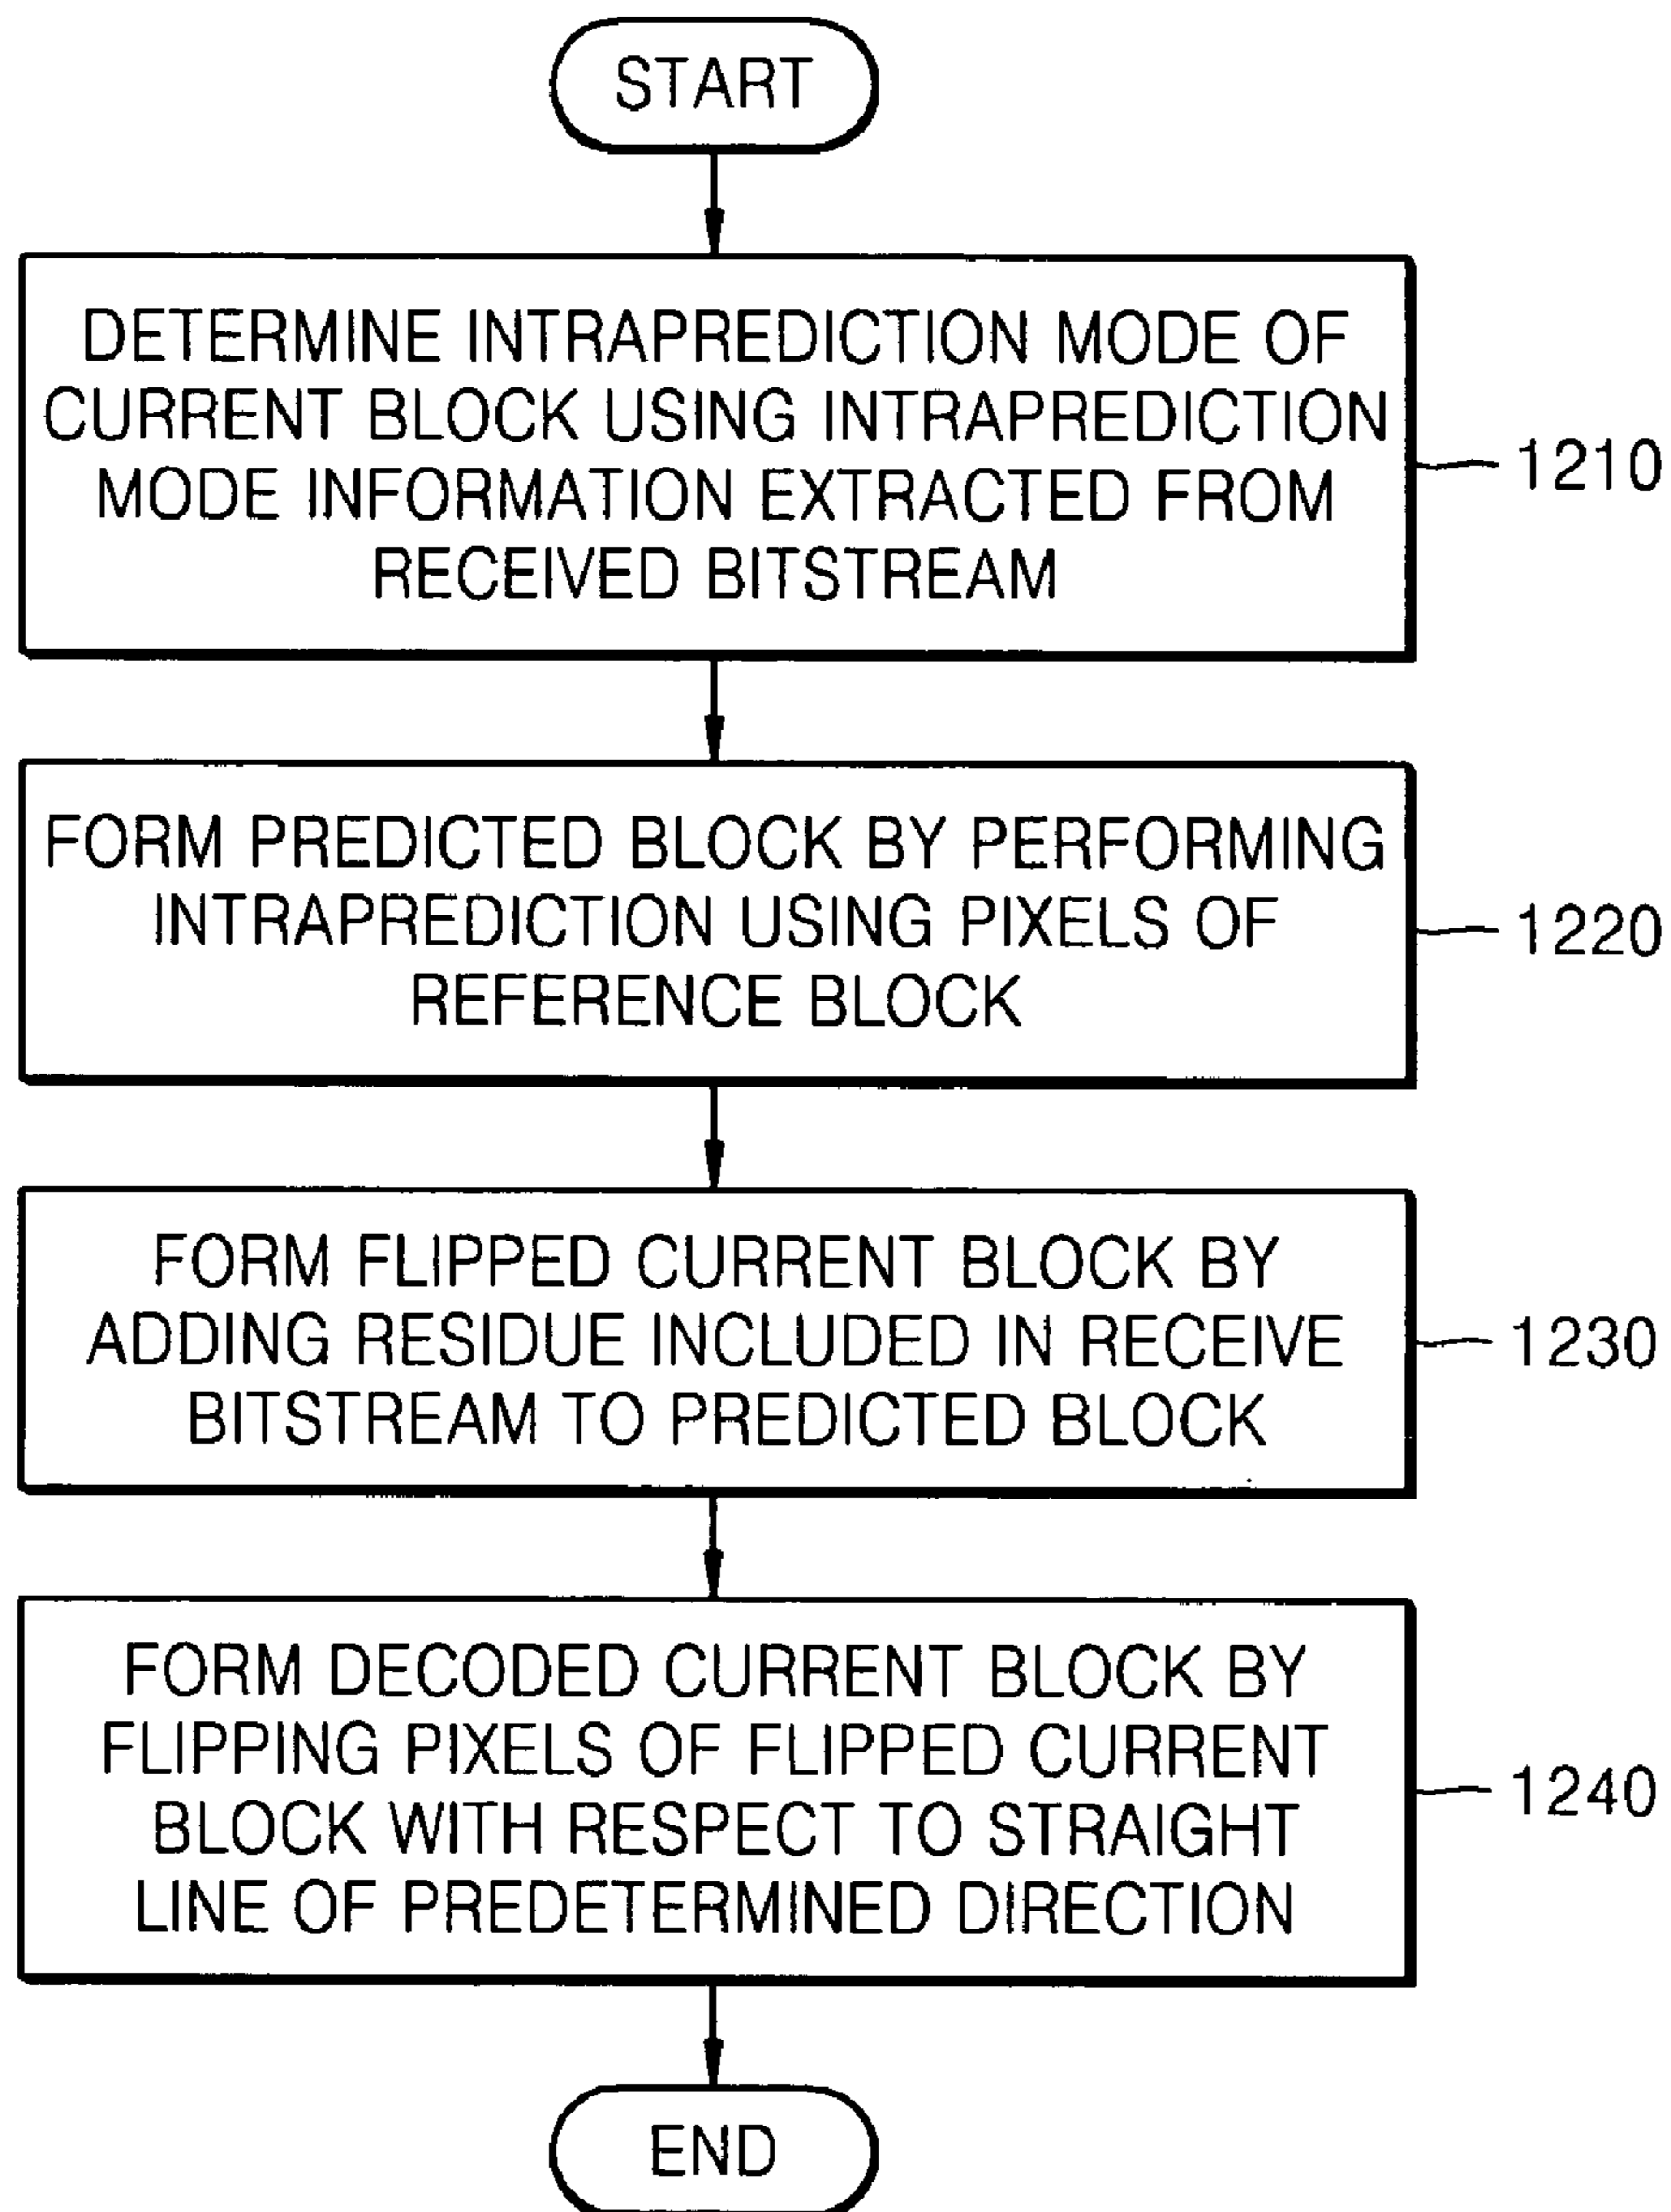 START
DETERMINE INTRAPREDICTION MODE OF
CURRENT BLOCK USING INTRAPREDICTION
MODE INFORMATION EXTRACTED FROM
RECEIVED BITSTREAM
1210
FORM PREDICTED BLOCK BY PERFORMING
INTRAPREDICTION USING PIXELS OF
REFERENCE BLOCK
1220
FORM FLIPPED CURRENT BLOCK BY
ADDING RESIDUE INCLUDED IN RECEIVE
BITSTREAM TO PREDICTED BLOCK
1230
FORM DECODED CURRENT BLOCK BY
FLIPPING PIXELS OF FLIPPED CURRENT
BLOCK WITH RESPECT TO STRAIGHT
LINE OF PREDETERMINED DIRECTION
1240
END